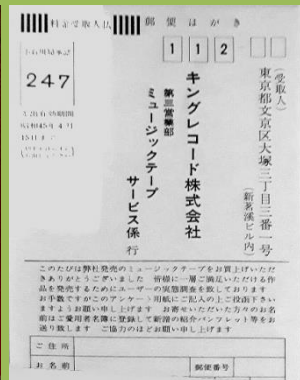 料金受取人払
郵便はがき
112
247
(受取人)
東京都文京区大塚三丁目三番一号
(新茗溪ビル内)
キングレコード株式会社
第三営業部
ミュージックテープ
サービス係 行
このたびは弊社発売のミュージックテープをお買上げいただ
きありがとうございました 皆様に一層ご満足いただける作
品を発売するためにユーザーの実態調査を致しております
お手数ですがこのアンケート用紙にご記入の上ご投函下さい
ますようお願い申し上げます お寄せいただいた方々のお名
前はご愛用者名簿に登録して新譜の紹介パンフレット等をお
送り致します ご協力のほどお願い申し上げます
ご住所
お名前
郵便番号